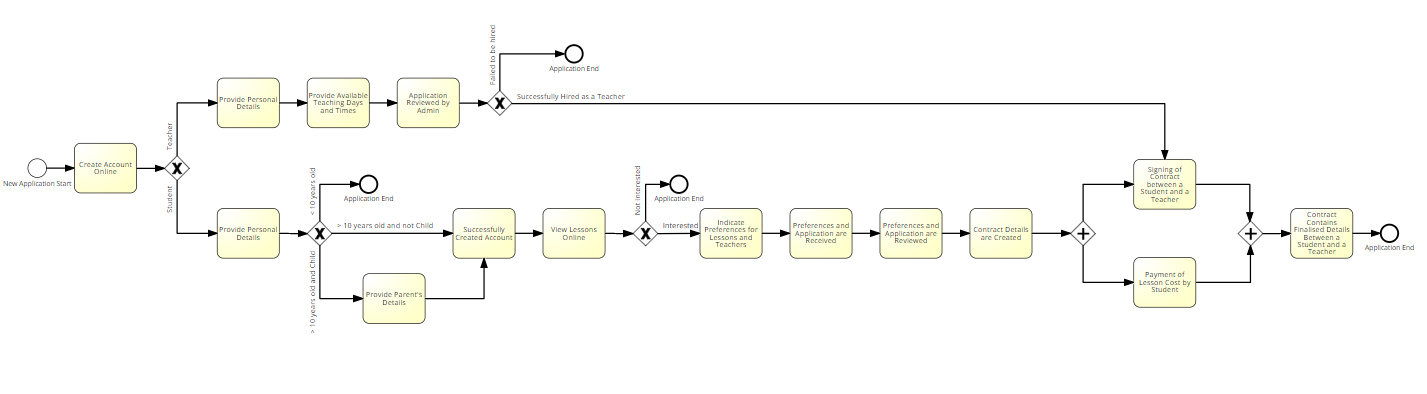 Failed to be hired
Application End
Provide Personal
Details
Provide Available
Teaching Days
and Times
Application
Reviewed by
Admin
X
Successfully Hired as a Teacher
Teacher
New Application Start
Create Account
Online
X
Student
< 10 years old
Application End
Provide Personal
Details
X
> 10 years old and not Child
> 10 years old and Child
Provide Parent's
Details
Successfully
Created Account
View Lessons
Online
Not Interested
Application End
X
Interested
Indicate
Preferences for
Lessons and
Teachers
Preferences and
Application are
Received
Preferences and
Application are
Reviewed
Contract Details
are Created
+
Signing of
Contract
between a
Student and a
Teacher
Payment of
Lesson Cost by
Student
+
Contract
Contains
Finalised Details
Between a
Student and a
Teacher
Application End